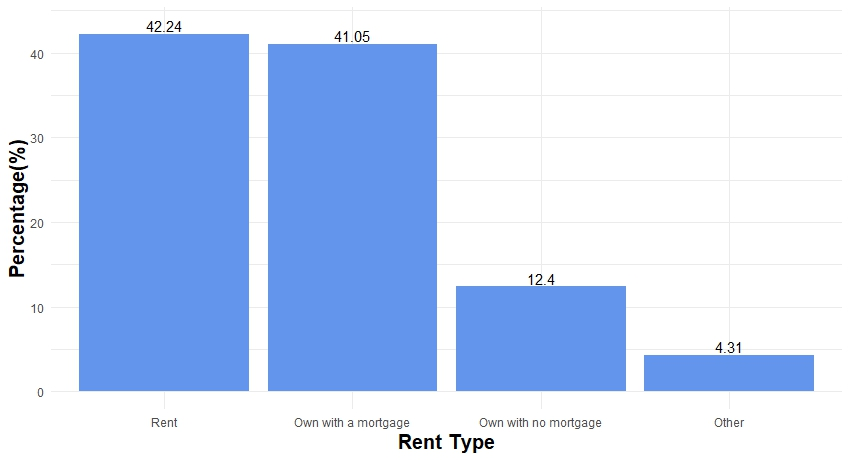 42.24
41.05
12.4
4.31
Percentage(%)
40
30
20
10
0
Rent
Own with a mortgage
Own with no mortgage
Other
Rent Type